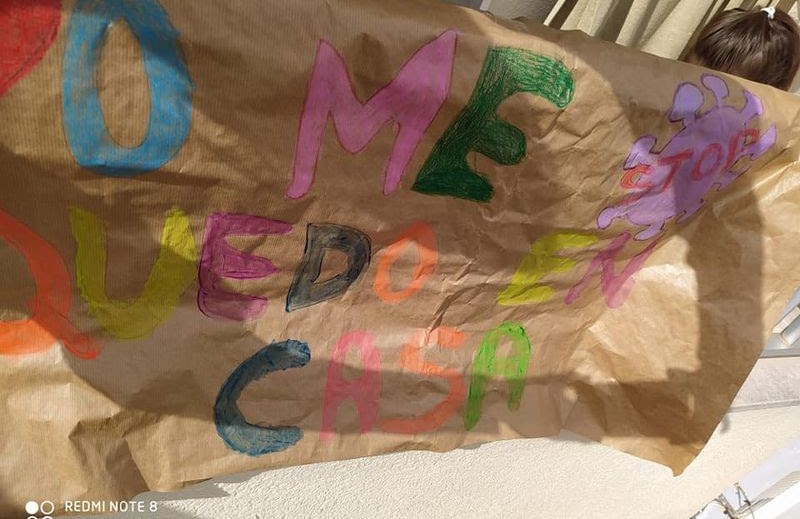 O ME
STOP
QUEDO EN
CASA
REDMI NOTE 8